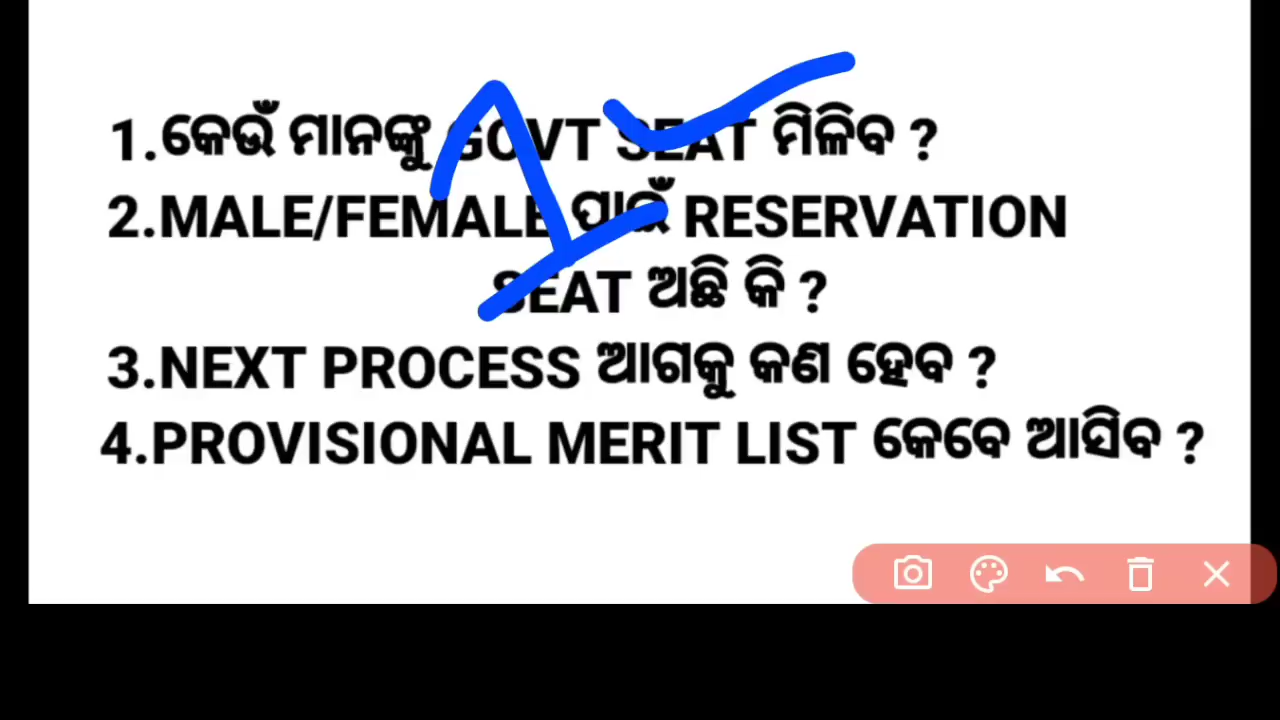 1.କେଉଁ ମାନଙ୍କୁ GOVT SEAT ମିଳିବ ?
2.MALE/FEMALE ପାଇଁ RESERVATION
SEAT ଅଛି କି ?
3.NEXT PROCESS ଆଗକୁ କଣ ହେବ ?
4.PROVISIONAL MERIT LIST କେବେ ଆସିବ ?